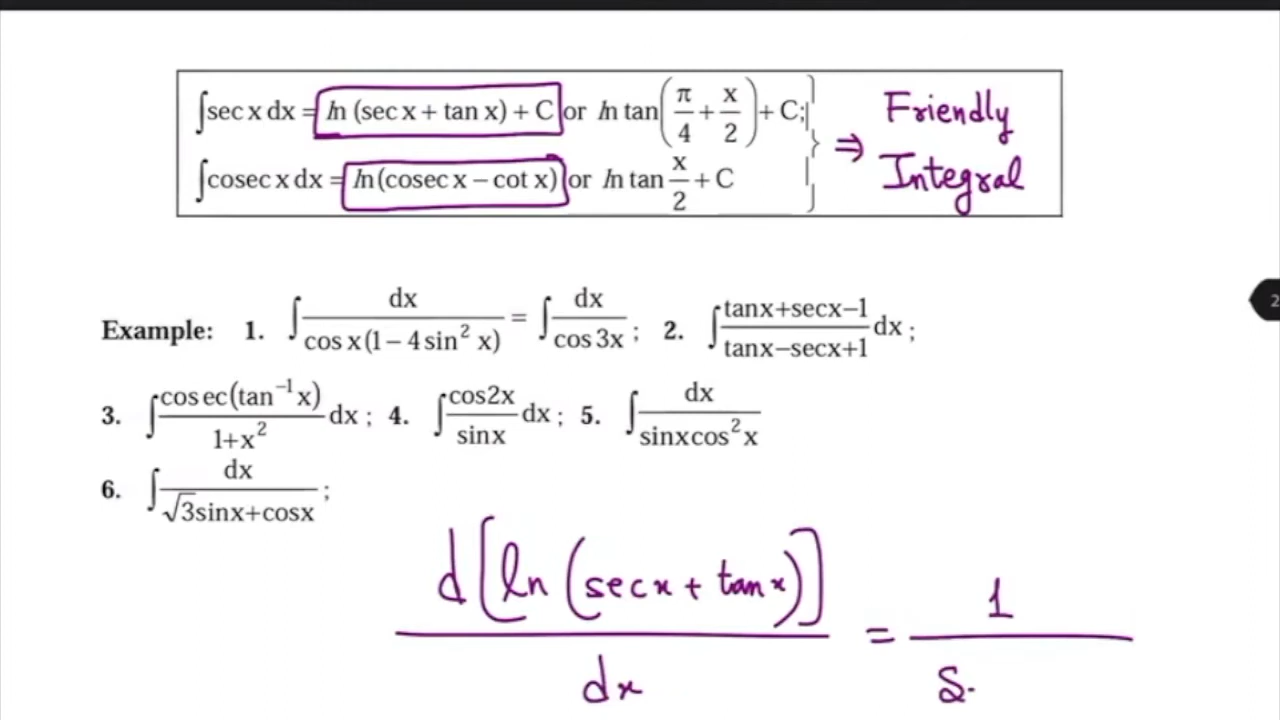 ∫sec x dx = ln (sec x + tan x) + C or ln tan(π/4 + x/2) + C; ⇒ Friendly
∫cosec x dx = ln(cosec x − cot x) or ln tan x/2 + C Integral
Example: 1. ∫dx/(cos x(1 − 4 sin² x)) = ∫dx/(cos 3x) ; 2. ∫(tanx+secx−1)/(tanx−secx+1) dx ;
3. ∫cosec(tan⁻¹x)/(1+x²) dx ; 4. ∫cos2x/sinx dx ; 5. ∫dx/(sinxcos²x)
6. ∫dx/(√3sinx+cosx) ;
d[ln (secx + tanx)]/dx = 1/s
2